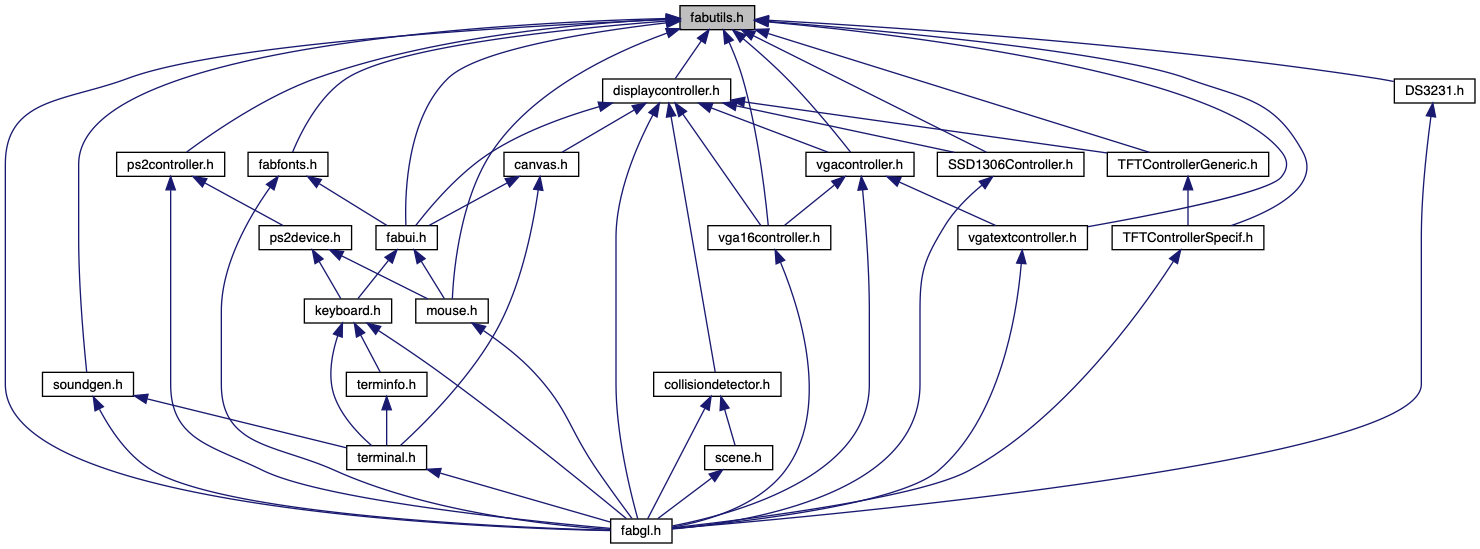 fabutils.h
displaycontroller.h
DS3231.h
ps2controller.h
fabfonts.h
canvas.h
vgacontroller.h
SSD1306Controller.h
TFTControllerGeneric.h
ps2device.h
fabui.h
vga16controller.h
vgatextcontroller.h
TFTControllerSpecif.h
keyboard.h
mouse.h
soundgen.h
terminfo.h
collisiondetector.h
terminal.h
scene.h
fabgl.h